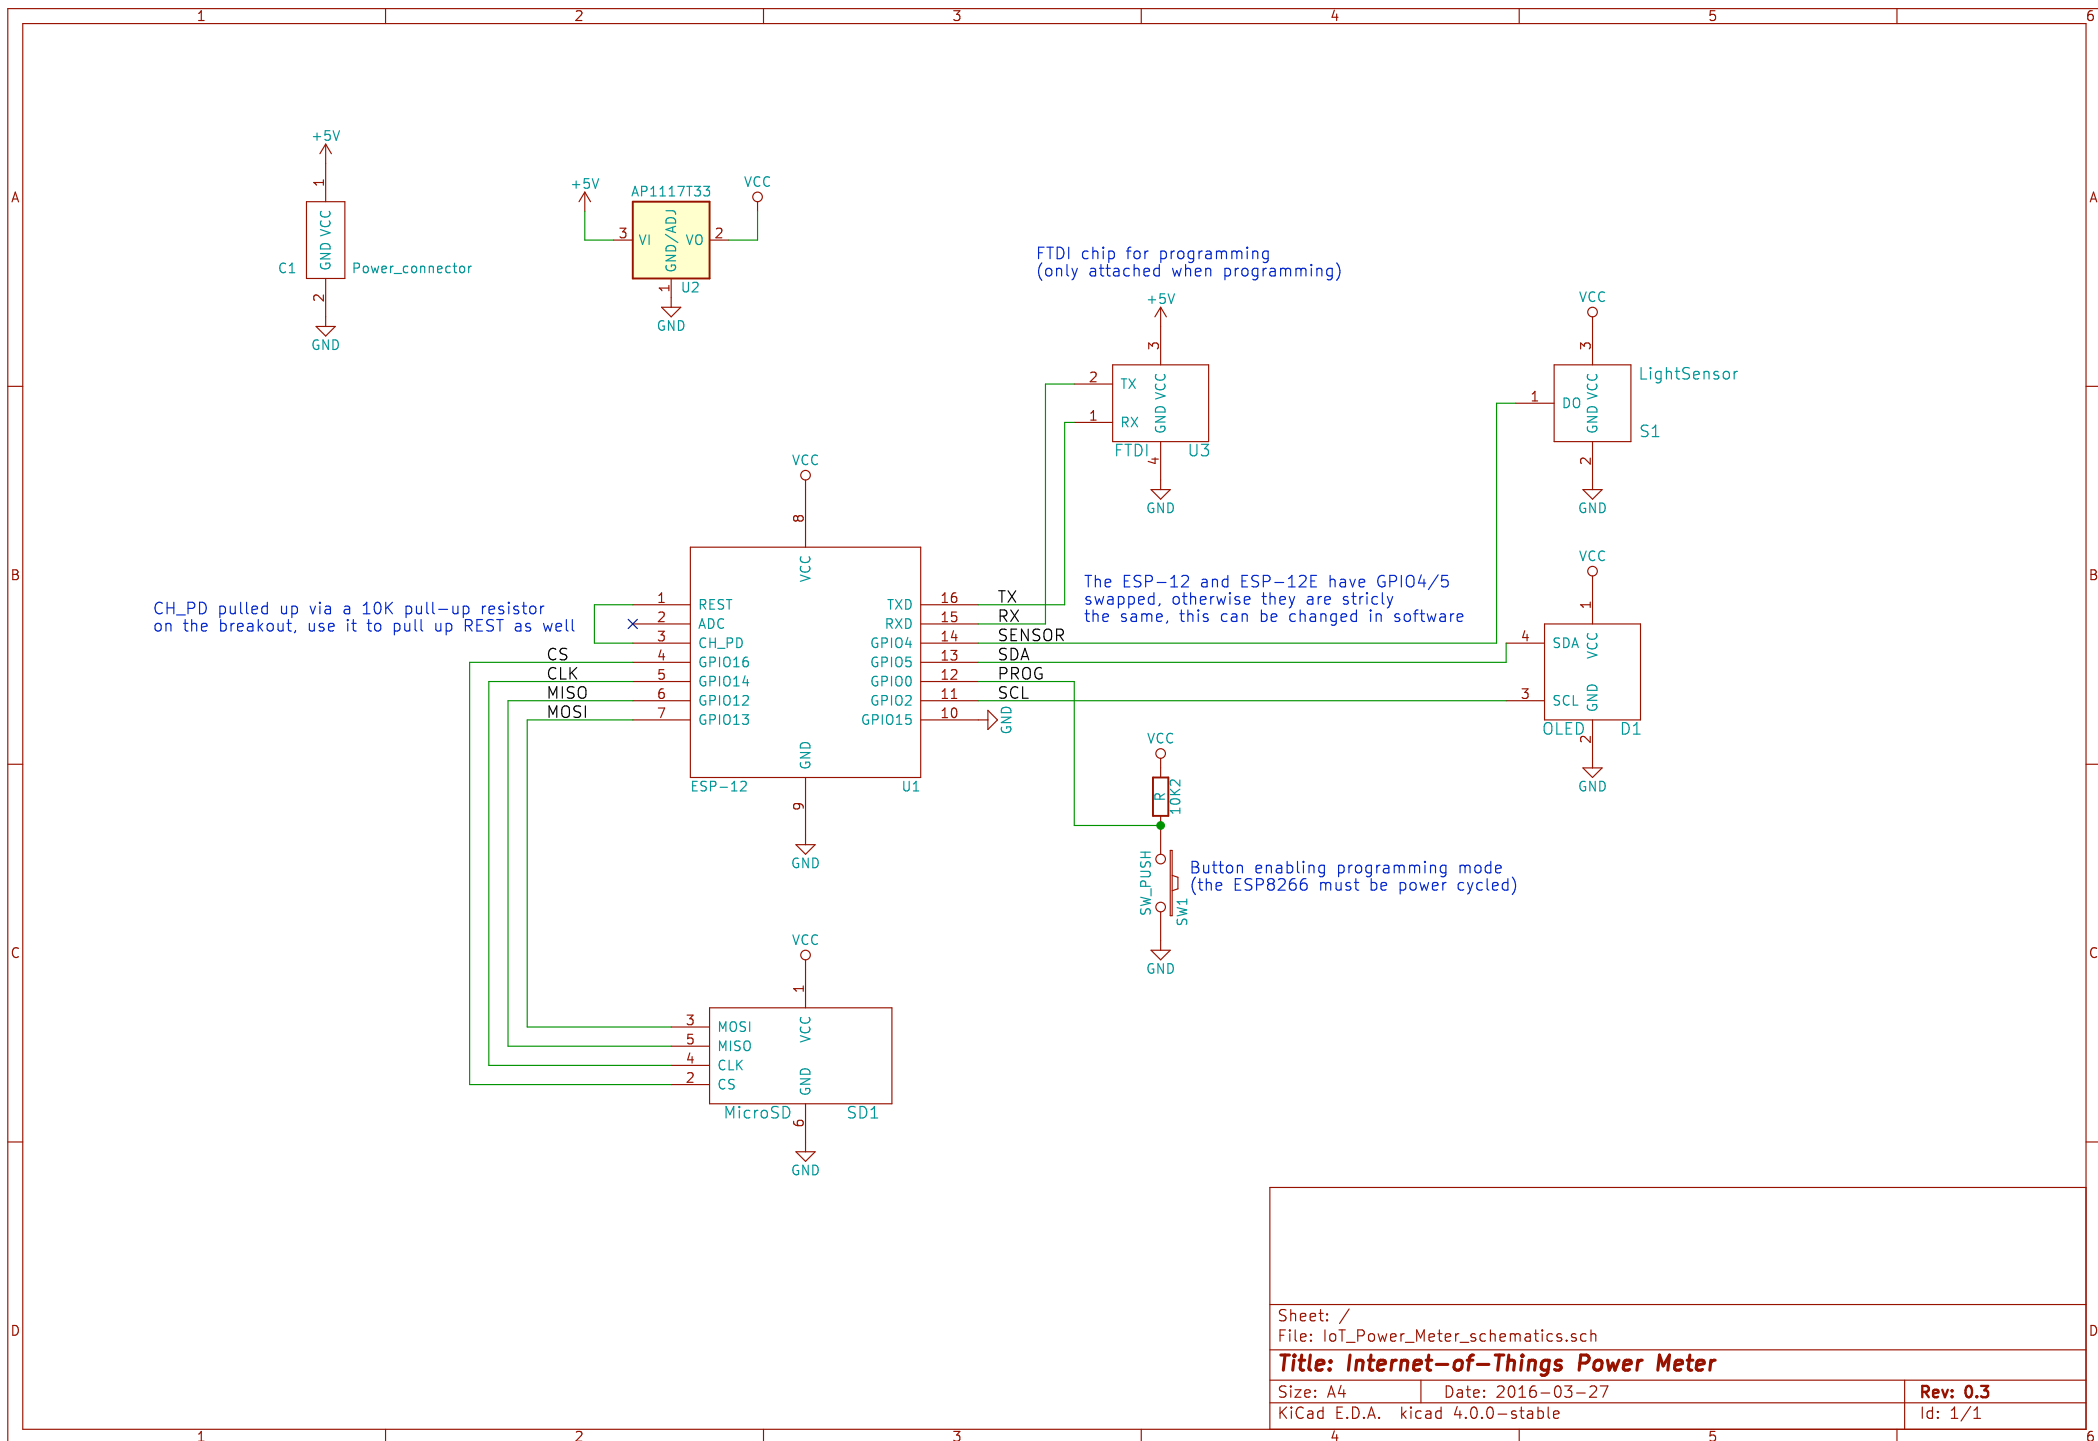 1 2 3 4 5 6
A A
B B
C C
D D
+5V
1
GND VCC
C1 Power_connector
2
GND
+5V AP1117T33 VCC
3 VI GND/ADJ VO 2
1 U2
GND
FTDI chip for programming
(only attached when programming)
+5V
3
2 TX
1 RX
GND VCC
FTDI U3
4
GND
VCC
3
LightSensor
1 DO
GND VCC
S1
2
GND
VCC
8
VCC
CH_PD pulled up via a 10K pull-up resistor
on the breakout, use it to pull up REST as well
The ESP-12 and ESP-12E have GPIO4/5
swapped, otherwise they are stricly
the same, this can be changed in software
1 REST TXD 16 TX
2 ADC RXD 15 RX
3 CH_PD GPIO4 14 SENSOR
CS 4 GPIO16 GPIO5 13 SDA
CLK 5 GPIO14 GPIO0 12 PROG
MISO 6 GPIO12 GPIO2 11 SCL
MOSI 7 GPIO13 GPIO15 10 GND
GND
ESP-12 U1
9
GND
VCC
1
4 SDA VCC
3 SCL GND
OLED D1
2
GND
VCC
R 10K2
SW_PUSH
SW1
Button enabling programming mode
(the ESP8266 must be power cycled)
GND
VCC
1
3 MOSI VCC
5 MISO
4 CLK GND
2 CS
MicroSD SD1
6
GND
Sheet: /
File: IoT_Power_Meter_schematics.sch
Title: Internet-of-Things Power Meter
Size: A4 Date: 2016-03-27 Rev: 0.3
KiCad E.D.A. kicad 4.0.0-stable Id: 1/1
1 2 3 4 5 6